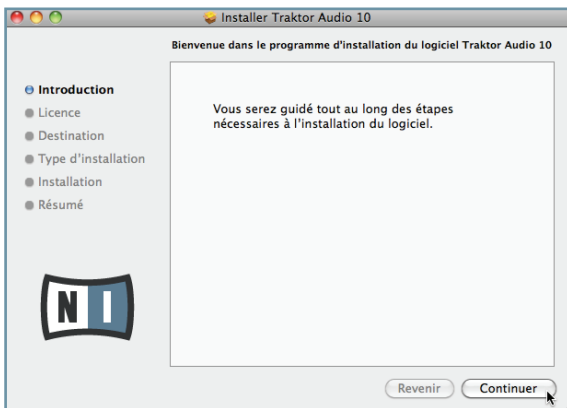 Installer Traktor Audio 10
Bienvenue dans le programme d'installation du logiciel Traktor Audio 10
Introduction
Licence
Destination
Type d'installation
Installation
Résumé
Vous serez guidé tout au long des étapes
nécessaires à l'installation du logiciel.
NI
Revenir
Continuer